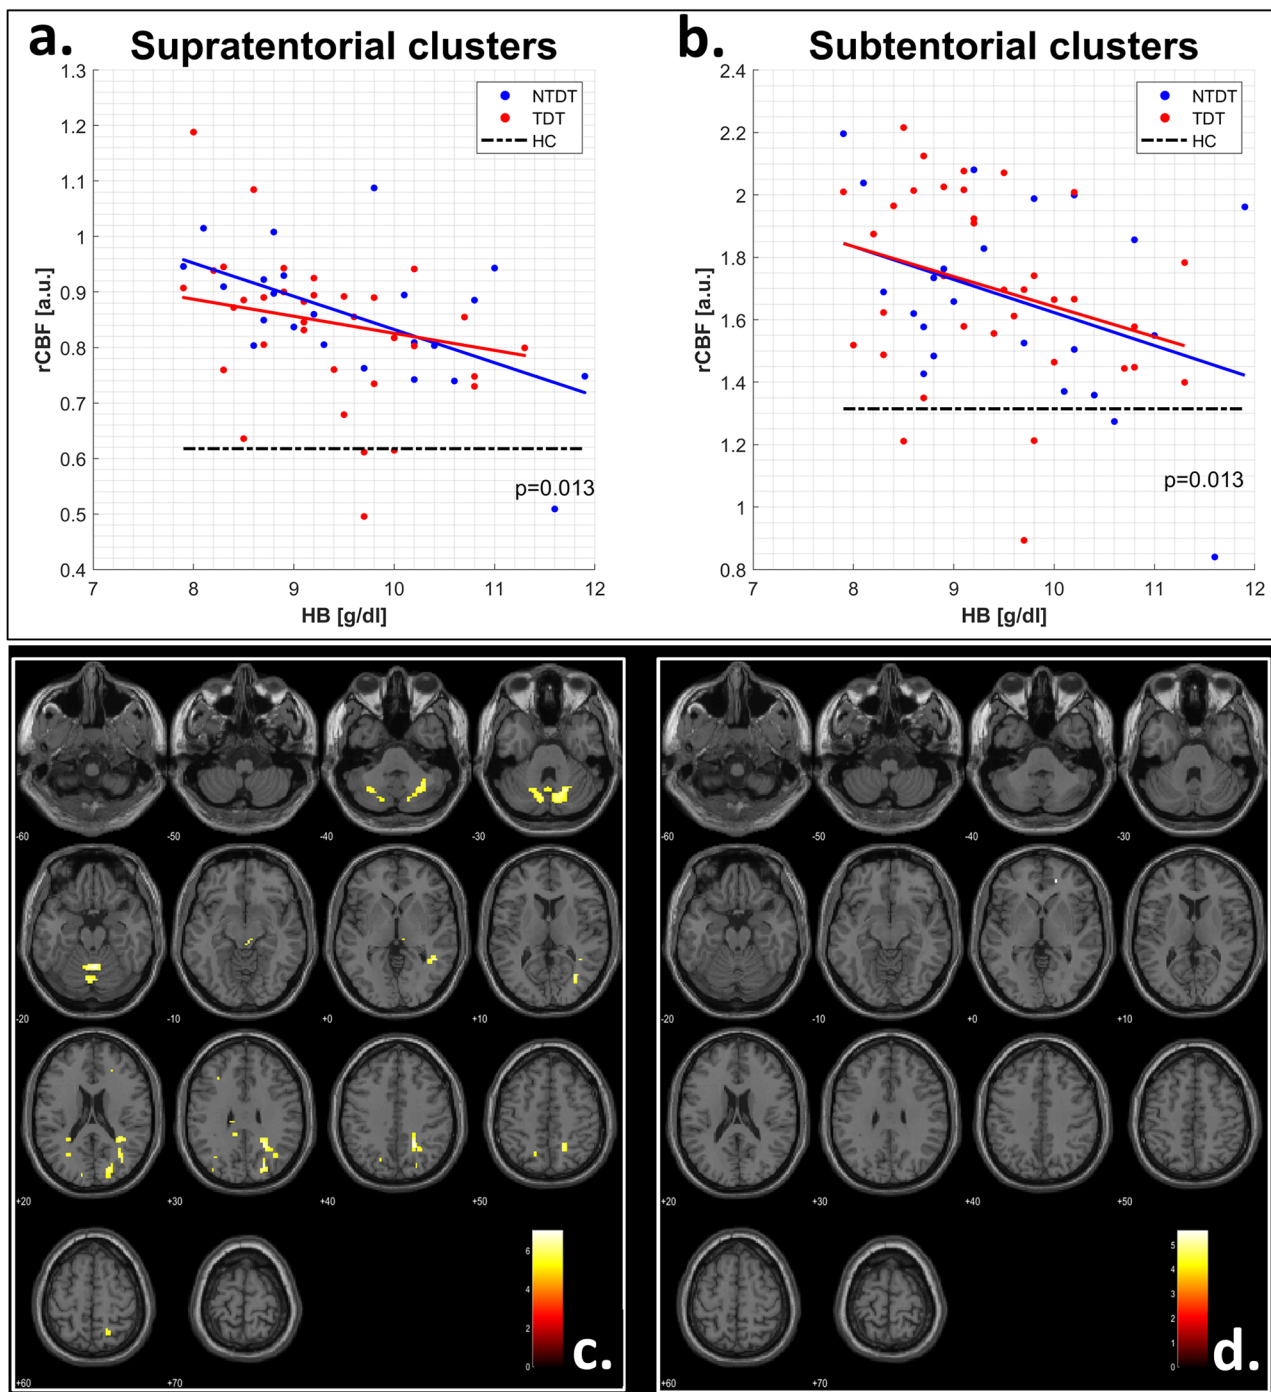 a. Supratentorial clusters
1.3
1.2
1.1
1
0.9
0.8
0.7
0.6
0.5
0.4
rCBF [a.u.]
NTDT
TDT
HC
p=0.013
7 8 9 10 11 12
HB [g/dl]
b. Subtentorial clusters
2.4
2.2
2
1.8
1.6
1.4
1.2
1
0.8
rCBF [a.u.]
NTDT
TDT
HC
p=0.013
7 8 9 10 11 12
HB [g/dl]
-60 -50 -40 -30
-20 -10 +0 +10
+20 +30 +40 +50
+60 +70
6
4
2
0
c.
-60 -50 -40 -30
-20 -10 +0 +10
+20 +30 +40 +50
+60 +70
5
4
3
2
1
0
d.